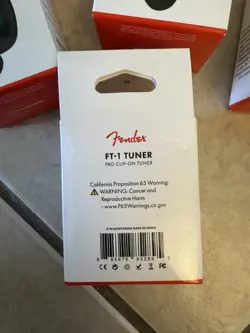 Fender
FT-1 TUNER
PRO CLIP-ON TUNER
California Proposition 65 Warning:
⚠ WARNING: Cancer and
Reproductive Harm
- www.P65Warnings.ca.gov